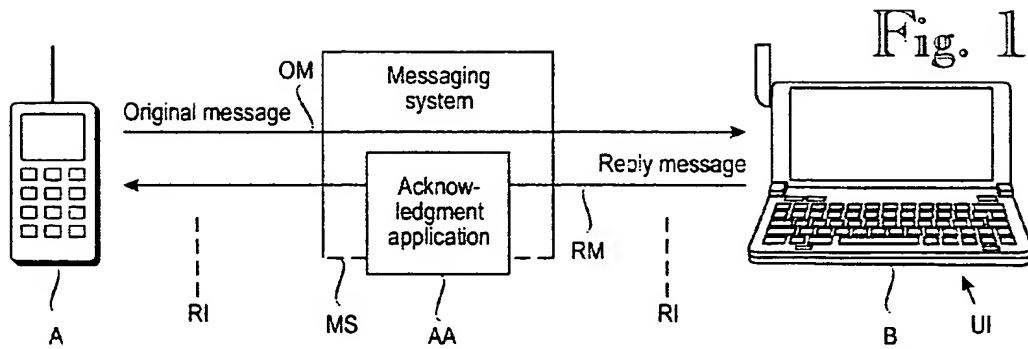 Fig. 1
OM
Messaging
system
Original message
Reply message
Acknow-
ledgment
application
RM
A
RI
MS
AA
RI
B
UI